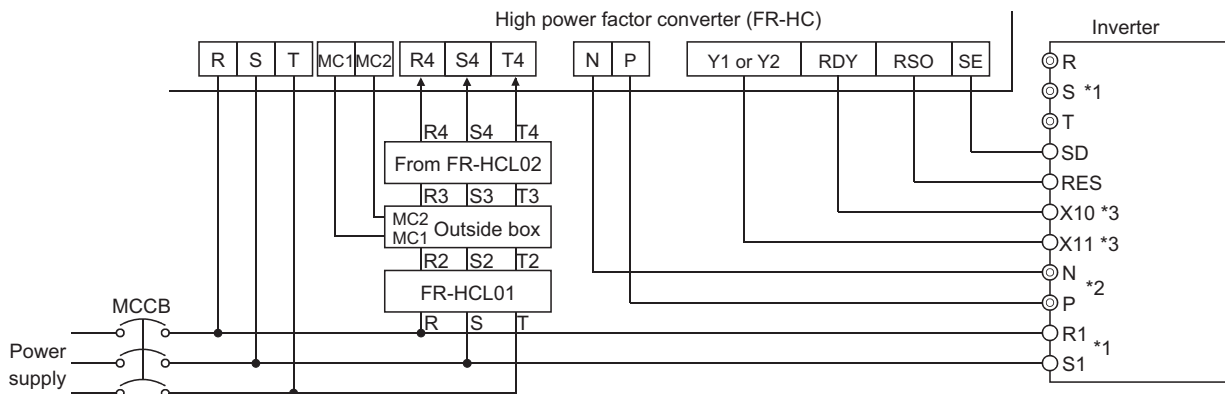 High power factor converter (FR-HC)
Inverter
R S T MC1 MC2 R4 S4 T4 N P Y1 or Y2 RDY RSO SE
R
S *1
T
R4 S4 T4
SD
From FR-HCL02
RES
R3 S3 T3
X10 *3
MC2
MC1 Outside box
X11 *3
R2 S2 T2
N
*2
FR-HCL01
P
MCCB
R S T
R1
*1
S1
Power
supply